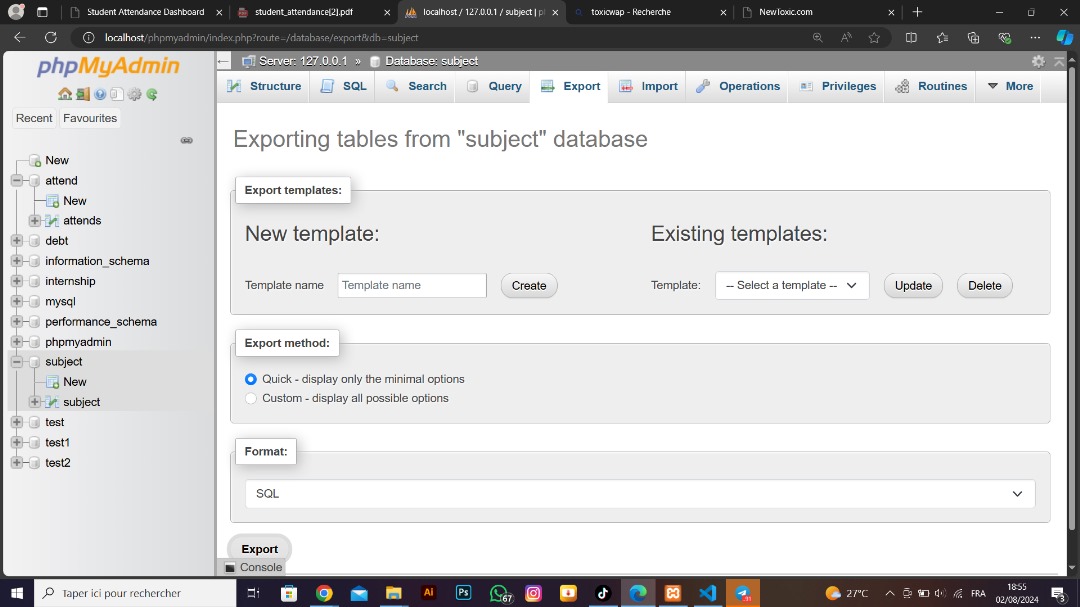 Student Attendance Dashboard
student_attendance[2].pdf
localhost / 127.0.0.1 / subject | p
toxicwap - Recherche
NewToxic.com
localhost/phpmyadmin/index.php?route=/database/export&db=subject
phpMyAdmin
Recent Favourites
New
attend
New
attends
debt
information_schema
internship
mysql
performance_schema
phpmyadmin
subject
New
subject
test
test1
test2
Server: 127.0.0.1 » Database: subject
Structure SQL Search Query Export Import Operations Privileges Routines More
Exporting tables from "subject" database
Export templates:
New template:
Template name Template name Create
Existing templates:
Template: -- Select a template -- Update Delete
Export method:
Quick - display only the minimal options
Custom - display all possible options
Format:
SQL
Export
Console
Taper ici pour rechercher
Ai Ps 67
27°C
FRA
18:55
02/08/2024
3